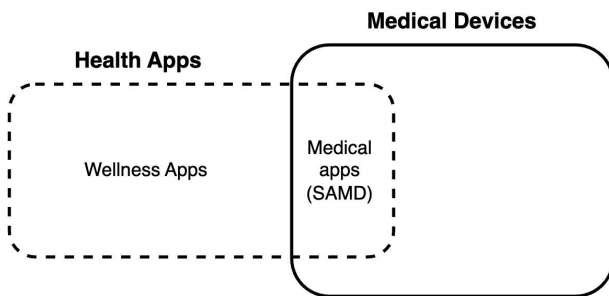 Medical Devices
Health Apps
Wellness Apps
Medical
apps
(SAMD)